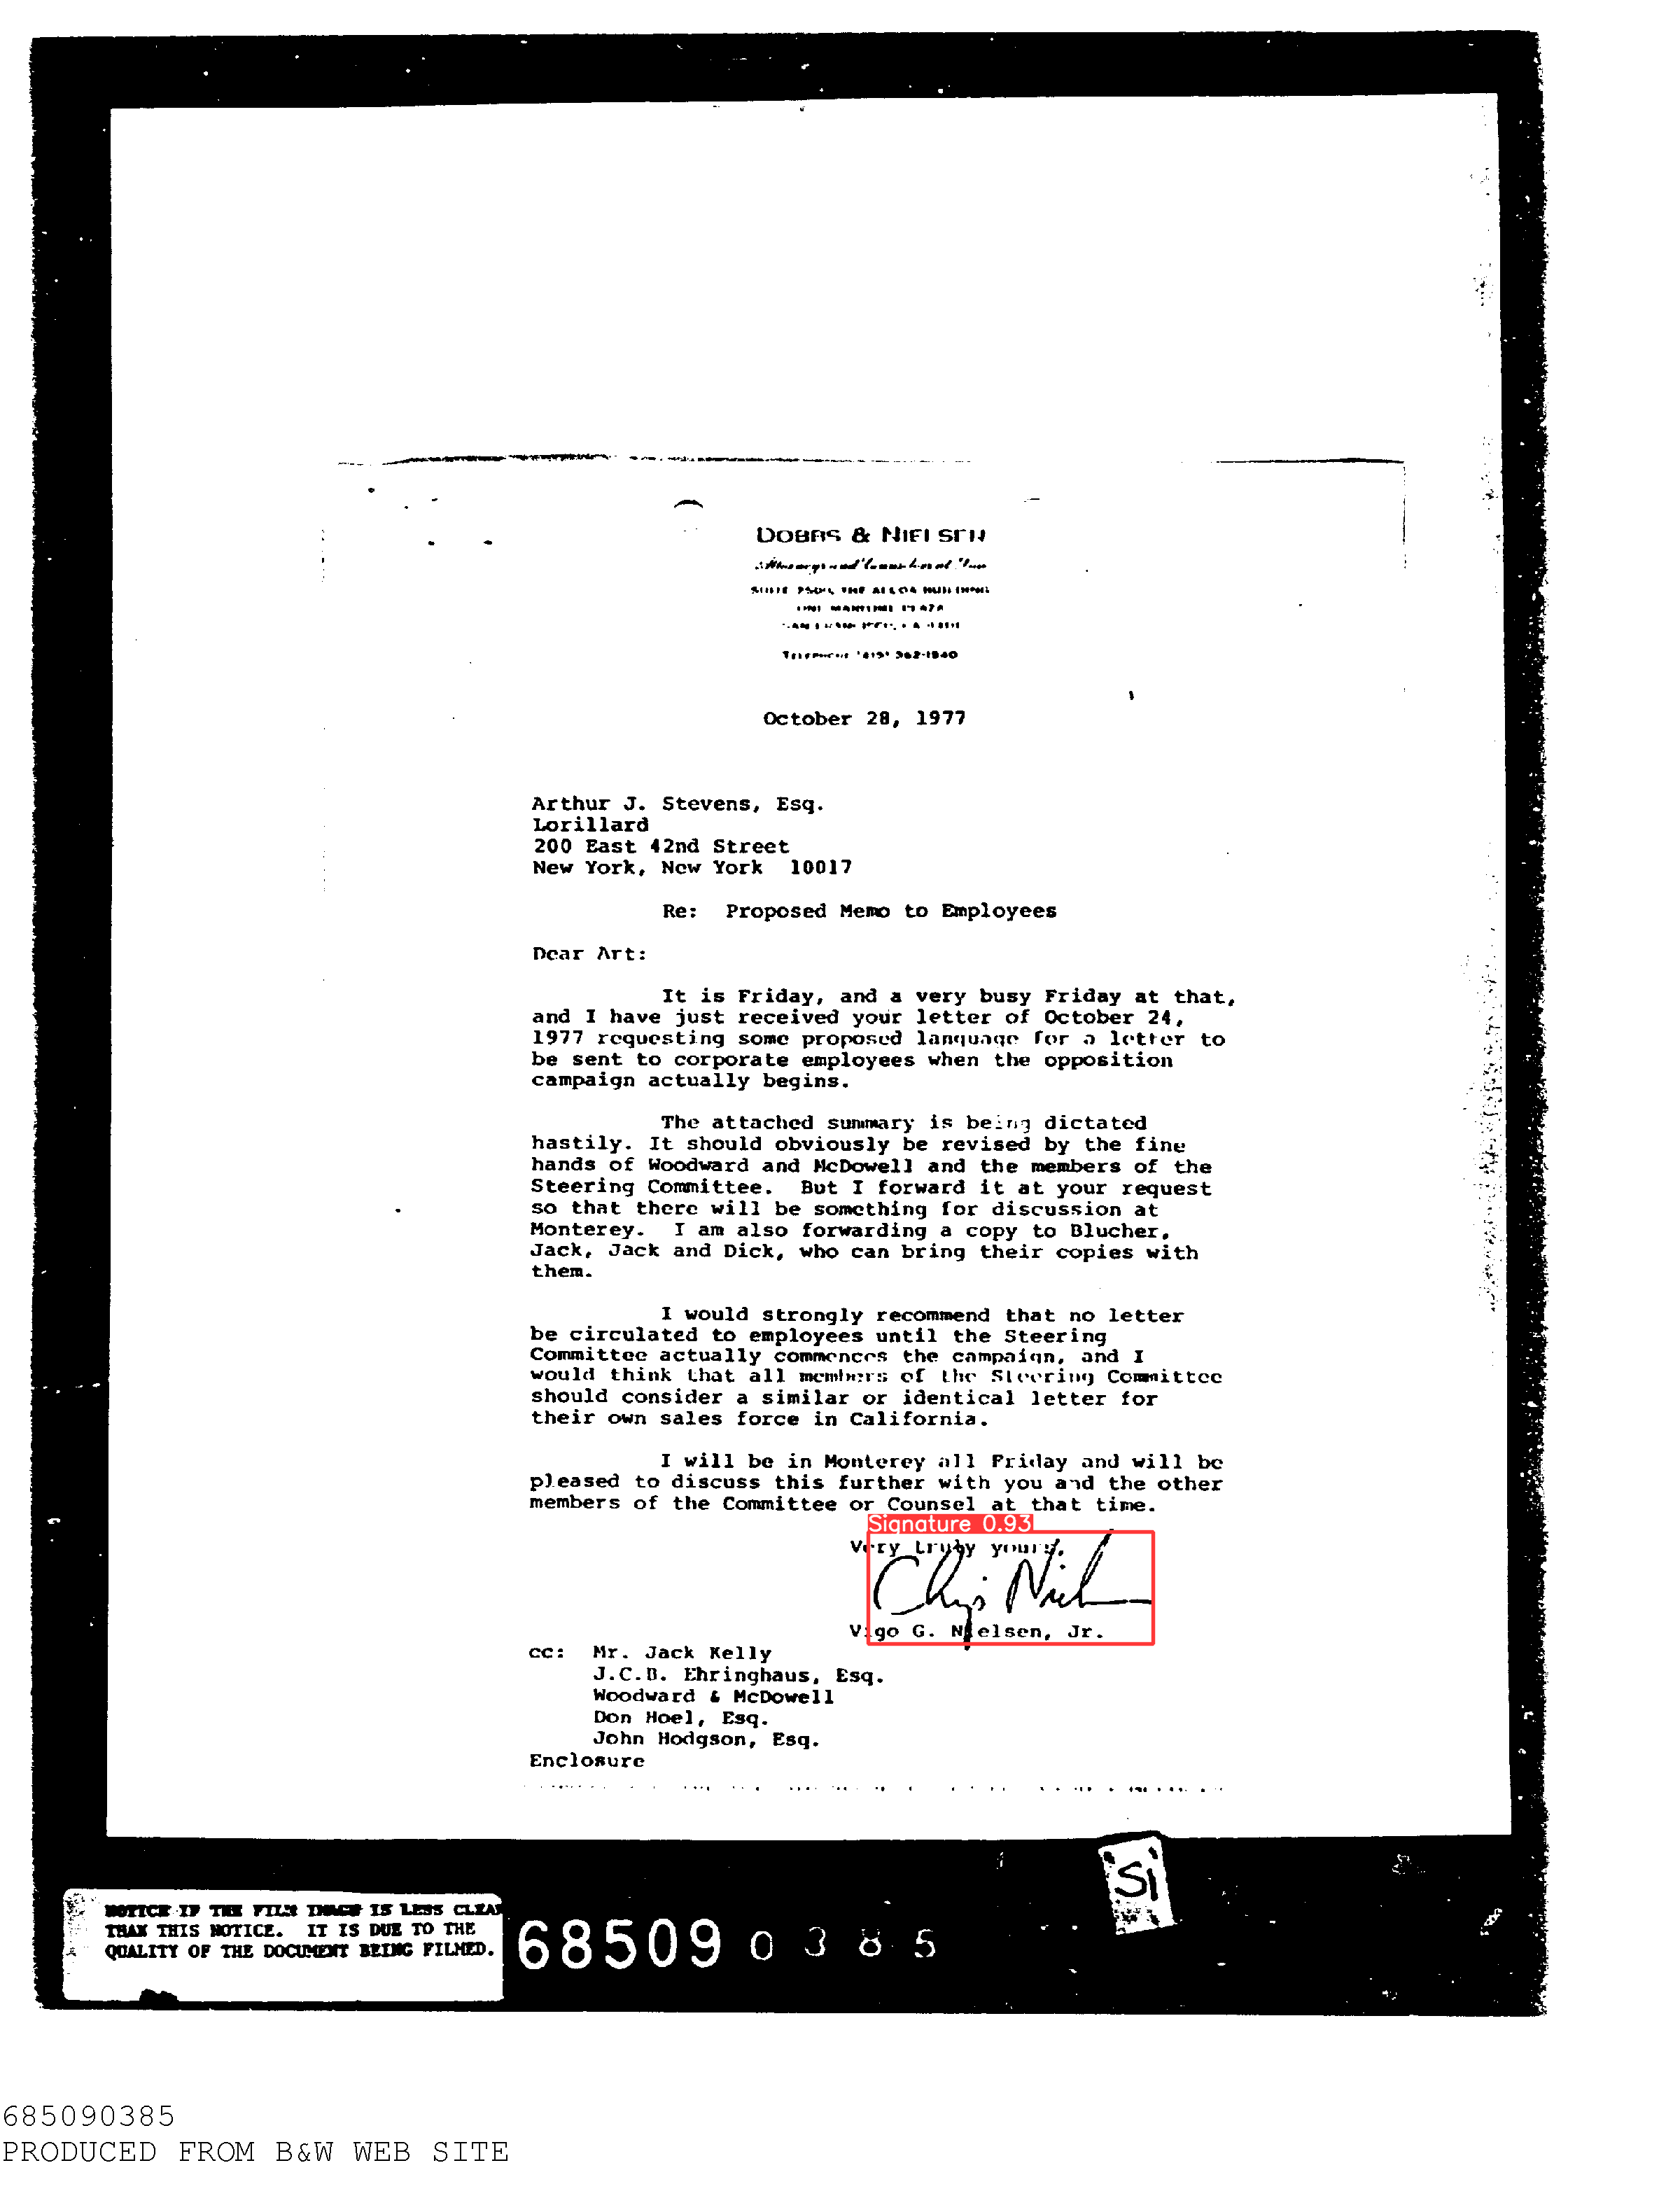 DOBBS & NIELSEN
October 28, 1977
Arthur J. Stevens, Esq.
Lorillard
200 East 42nd Street
New York, New York 10017
Re: Proposed Memo to Employees
Dear Art:
It is Friday, and a very busy Friday at that,
and I have just received your letter of October 24,
1977 requesting some proposed language for a letter to
be sent to corporate employees when the opposition
campaign actually begins.
The attached summary is being dictated
hastily. It should obviously be revised by the fine
hands of Woodward and McDowell and the members of the
Steering Committee. But I forward it at your request
so that there will be something for discussion at
Monterey. I am also forwarding a copy to Blucher,
Jack, Jack and Dick, who can bring their copies with
them.
I would strongly recommend that no letter
be circulated to employees until the Steering
Committee actually commences the campaign, and I
would think that all members of the Steering Committee
should consider a similar or identical letter for
their own sales force in California.
I will be in Monterey all Friday and will be
pleased to discuss this further with you and the other
members of the Committee or Counsel at that time.
Signature 0.93
Very truly yours,
Chip Niel
Vigo G. Nielsen, Jr.
cc: Mr. Jack Kelly
J.C.B. Ehringhaus, Esq.
Woodward & McDowell
Don Hoel, Esq.
John Hodgson, Esq.
Enclosure
SI
NOTICE IF THE FILM IMAGE IS LESS CLEAR
THAN THIS NOTICE. IT IS DUE TO THE
QUALITY OF THE DOCUMENT BEING FILMED.
68509 0385
685090385
PRODUCED FROM B&W WEB SITE